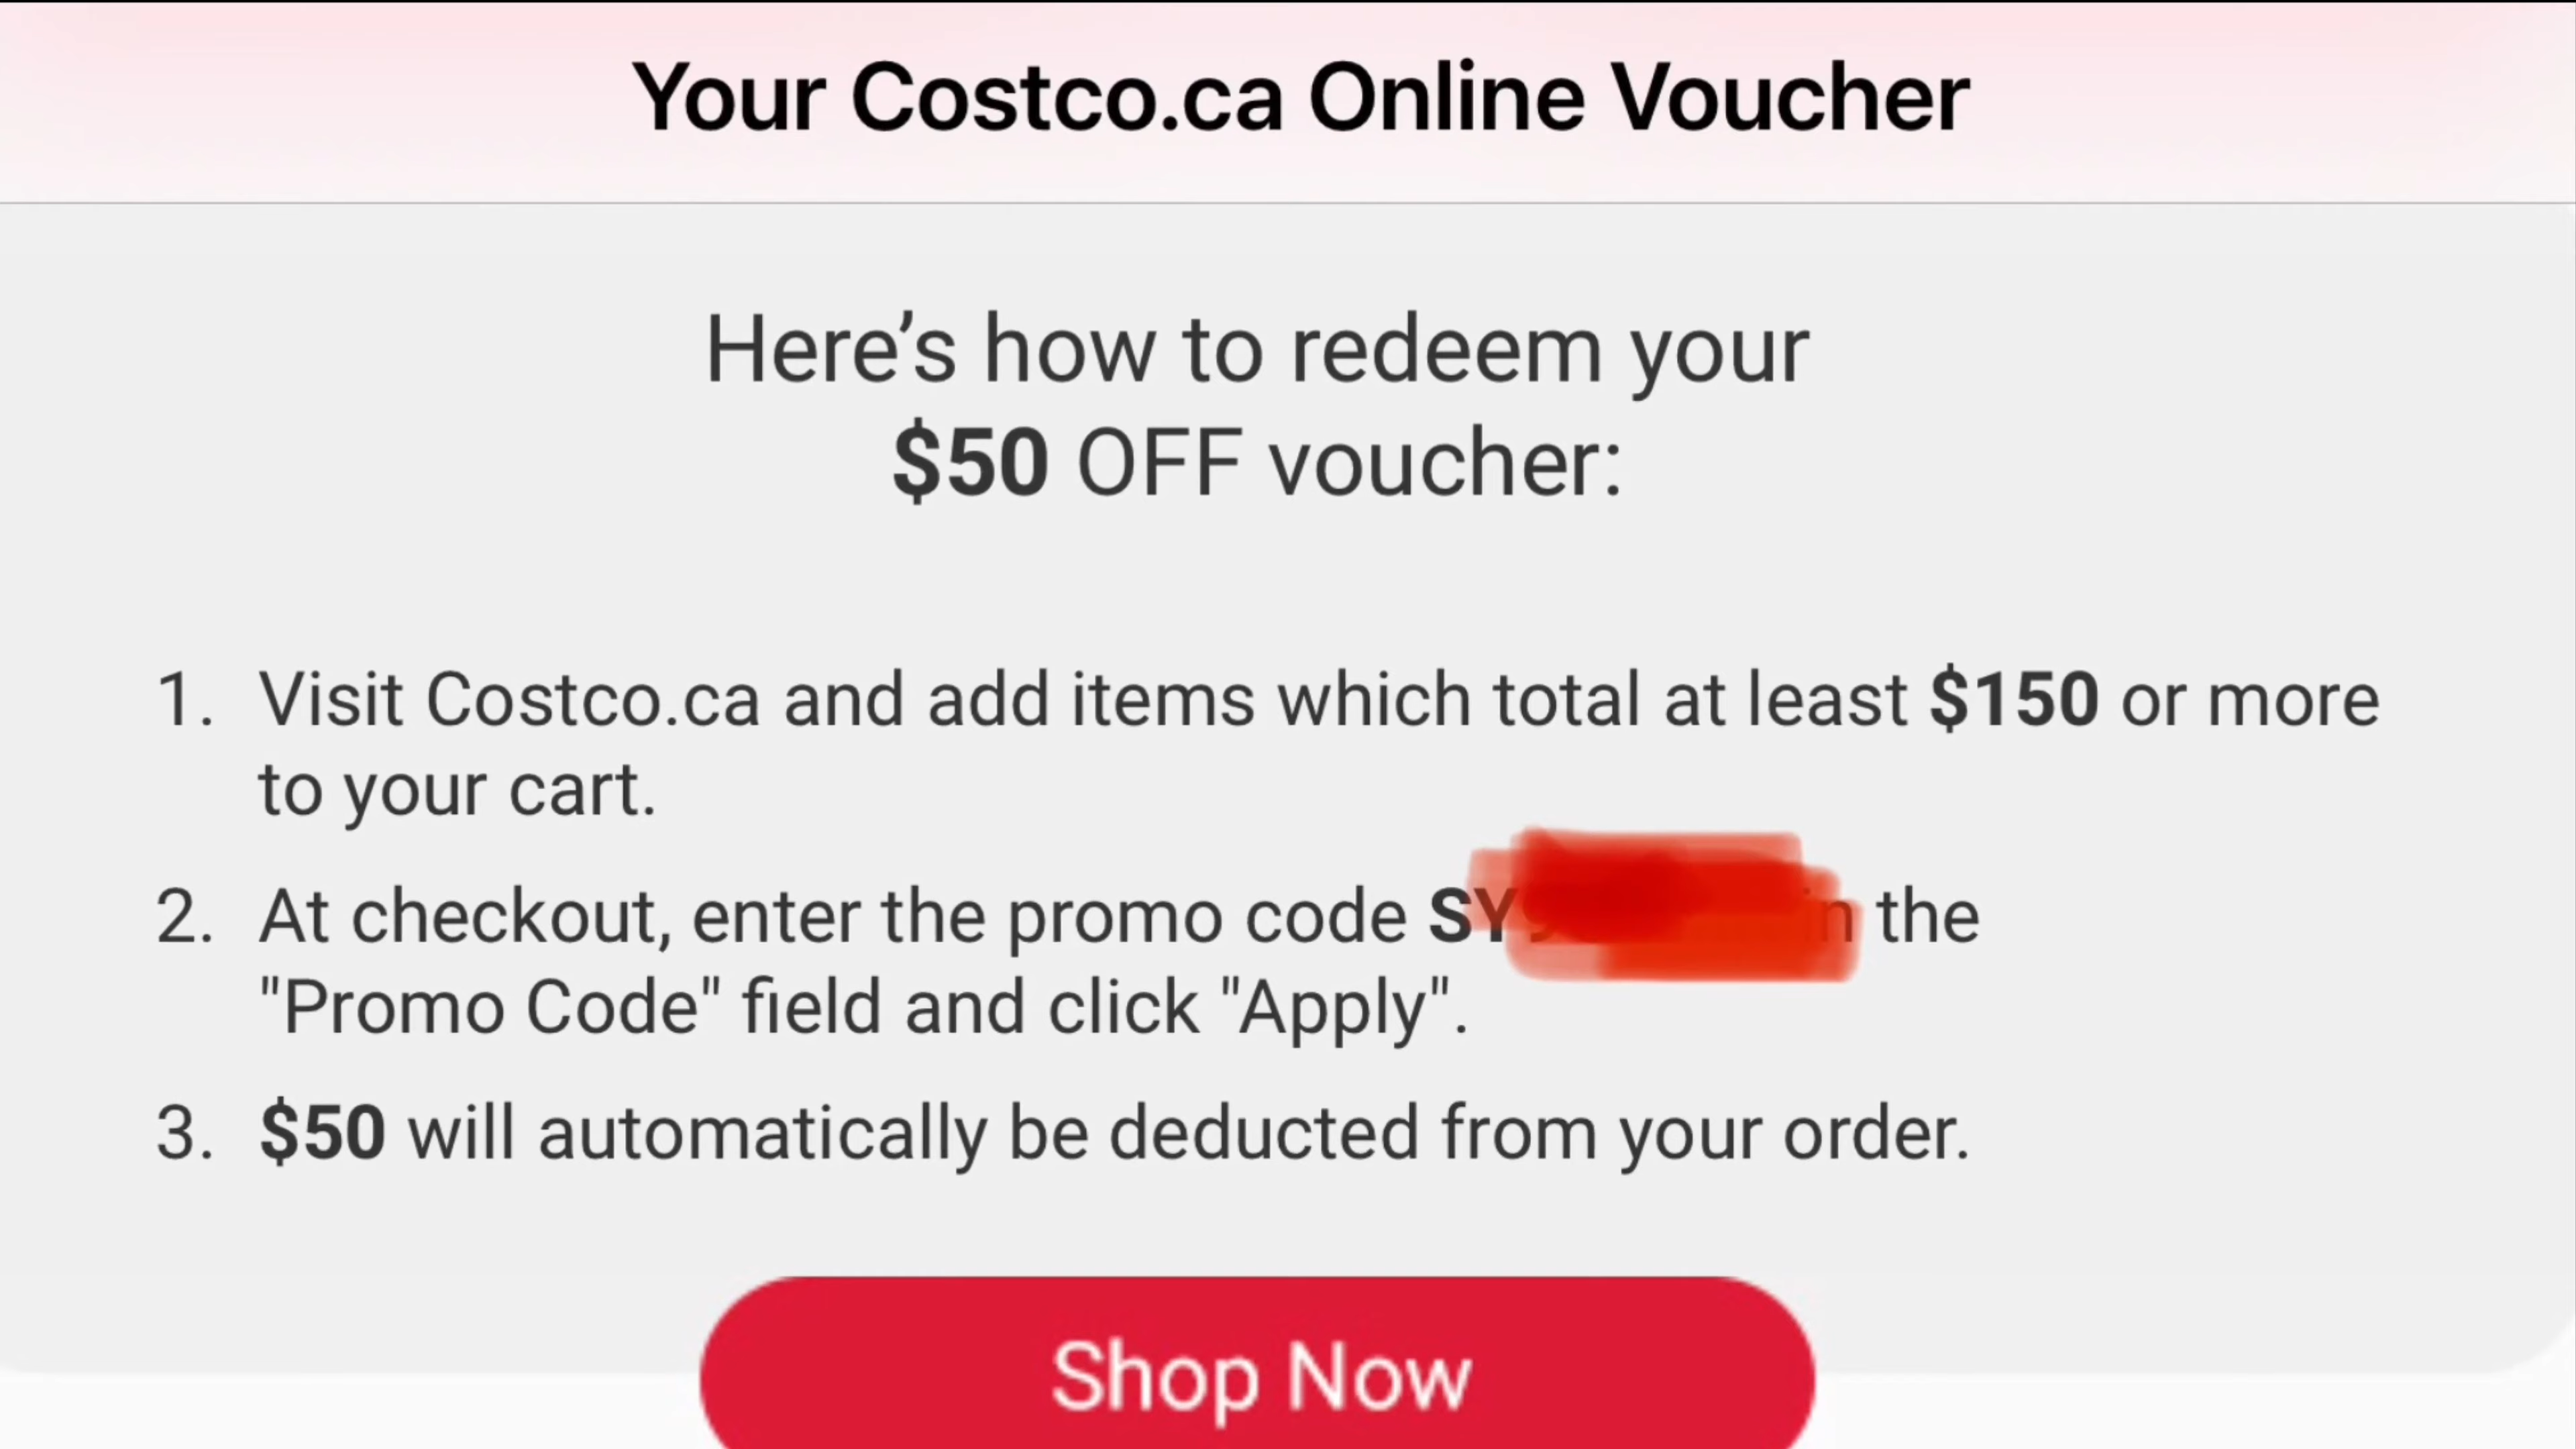 Your Costco.ca Online Voucher
Here’s how to redeem your
$50 OFF voucher:
1. Visit Costco.ca and add items which total at least $150 or more
to your cart.
2. At checkout, enter the promo code SY in the
"Promo Code" field and click "Apply".
3. $50 will automatically be deducted from your order.
Shop Now